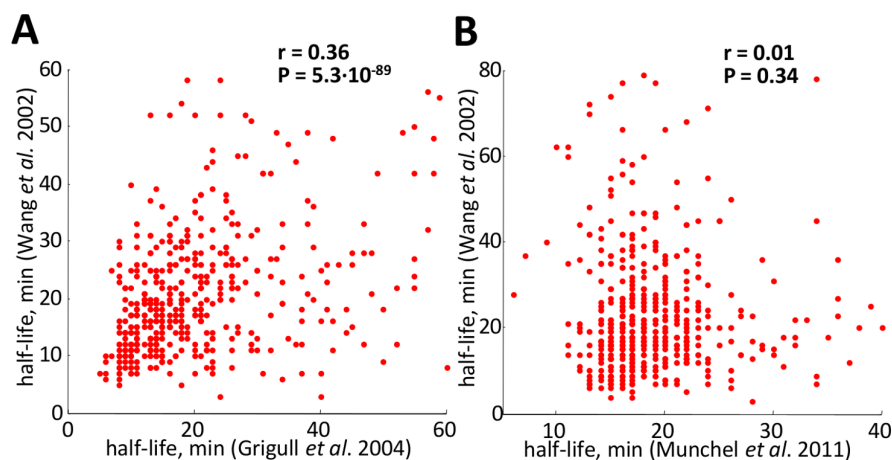 A
r = 0.36
P = 5.3·10⁻⁸⁹
60
50
40
30
20
10
0
half-life, min (Wang et al. 2002)
0 20 40 60
half-life, min (Grigull et al. 2004)
B
r = 0.01
P = 0.34
80
60
40
20
0
half-life, min (Wang et al. 2002)
10 20 30 40
half-life, min (Munchel et al. 2011)